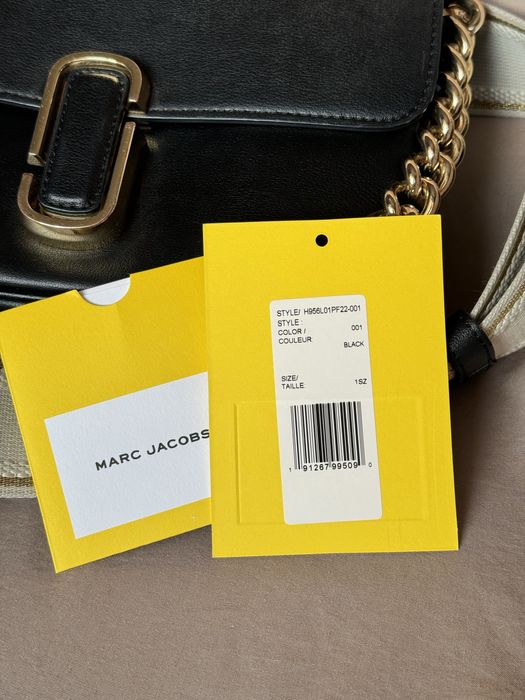 MARC JACOBS
STYLE/ H956L01PF22-001
STYLE :
COLOR / 001
COULEUR BLACK
SIZE/
TAILLE: 1SZ
1 91267 99509 0